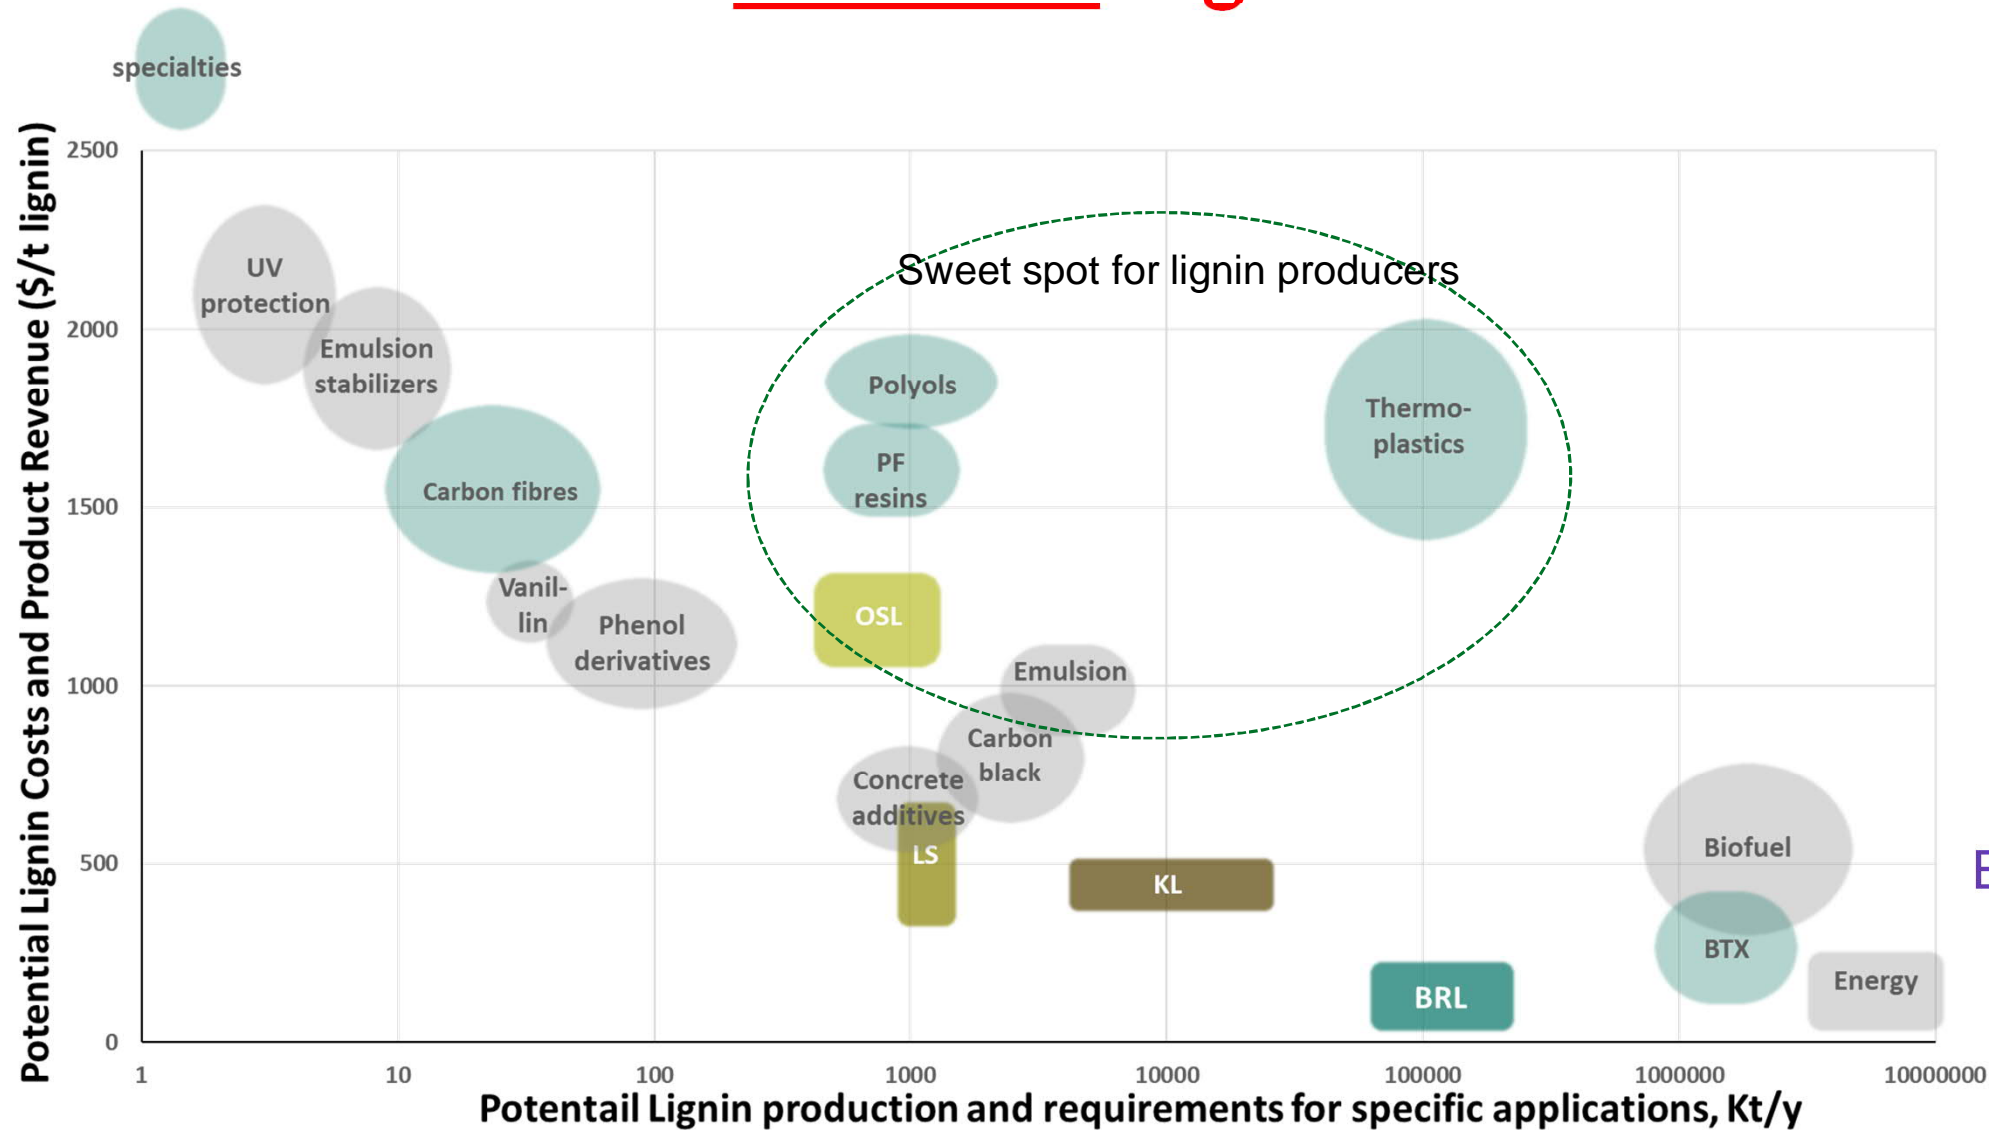 specialties
Potential Lignin Costs and Product Revenue ($/t lignin)
2500
2000
1500
1000
500
0
UV
protection
Emulsion
stabilizers
Carbon fibres
Vanil-
lin
Phenol
derivatives
Sweet spot for lignin producers
Polyols
PF
resins
Thermo-
plastics
OSL
Emulsion
Carbon
black
Concrete
additives
LS
KL
BRL
Biofuel
BTX
Energy
E
1
10
100
1000
10000
100000
1000000
10000000
Potentail Lignin production and requirements for specific applications, Kt/y